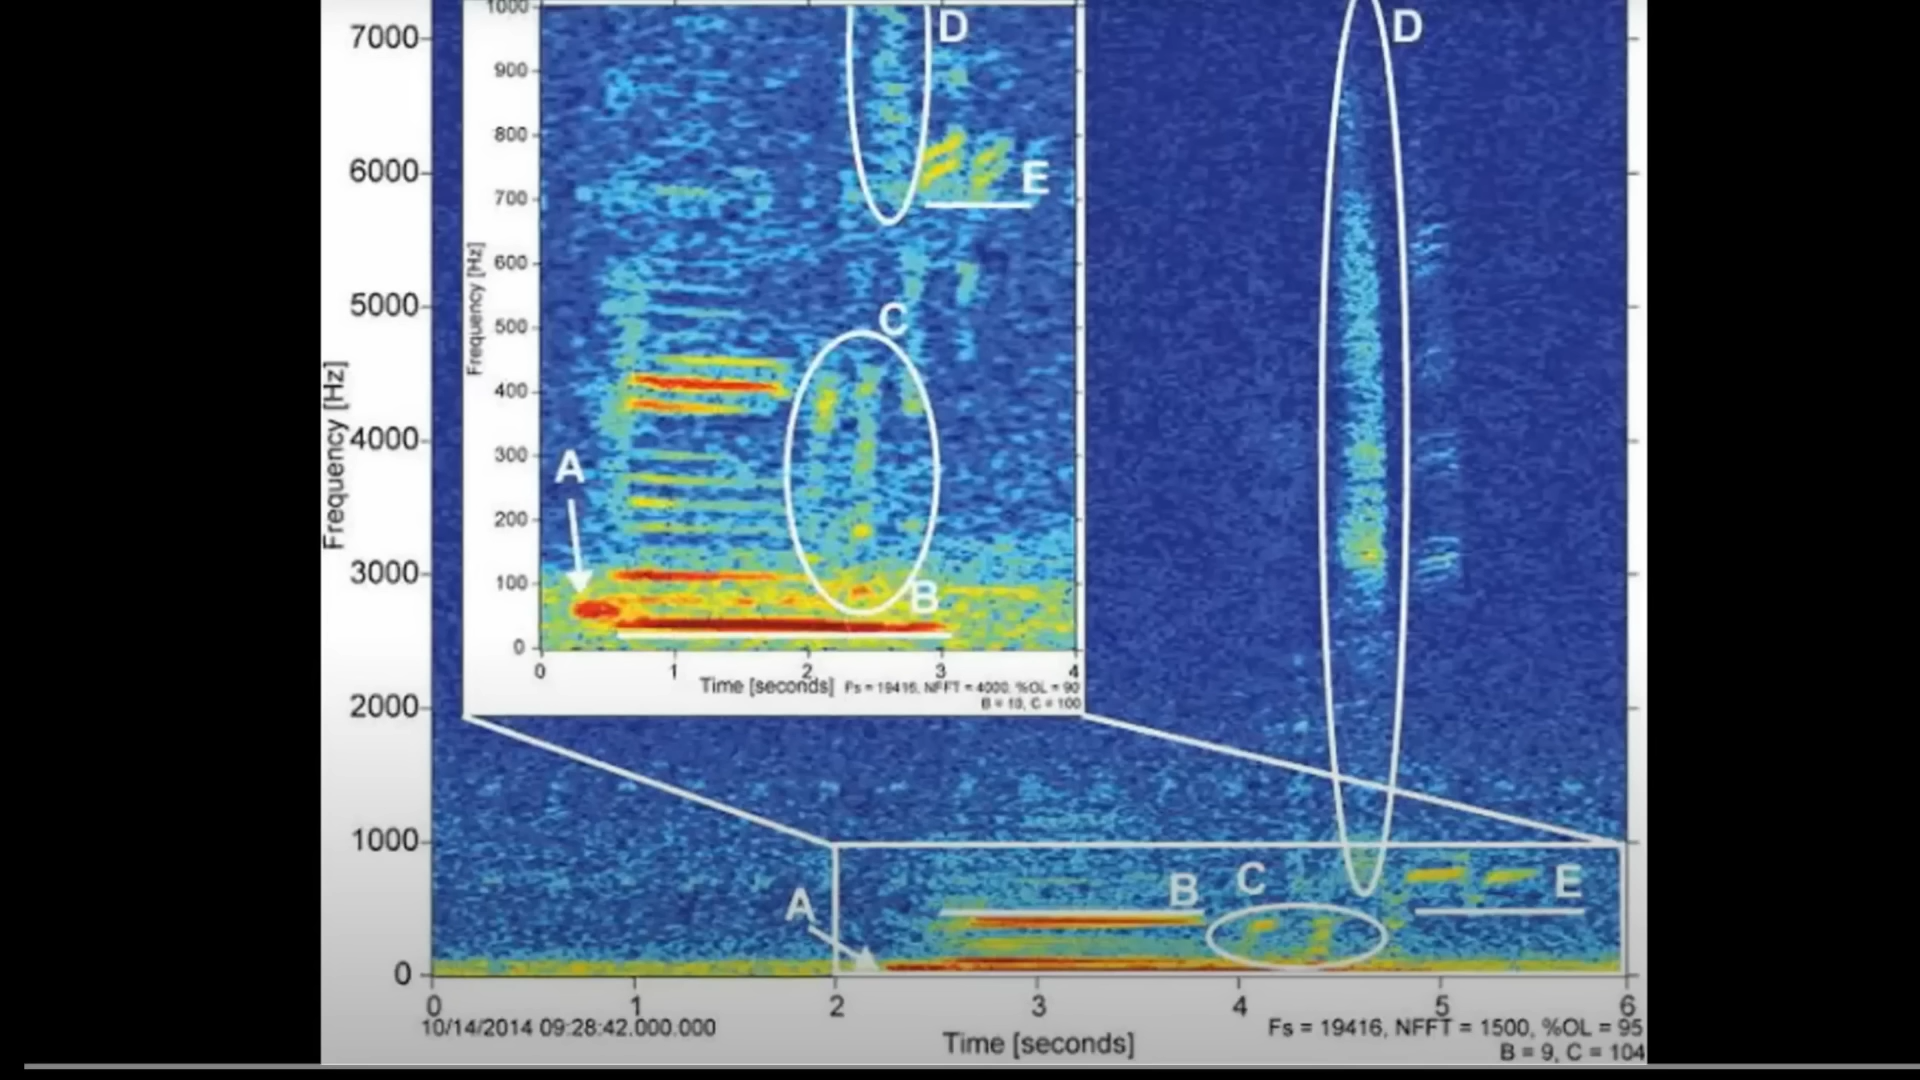 7000
6000
5000
4000
3000
2000
1000
0
Frequency [Hz]
1000
900
800
700
600
500
400
300
200
100
0
Frequency [Hz]
A
B
C
D
E
0 1 2 3 4
Time [seconds] Fs = 19416, NFFT = 4000, %OL = 90
B = 10, C = 100
D
A
B
C
E
0 1 2 3 4 5 6
10/14/2014 09:28:42.000.000
Time [seconds]
Fs = 19416, NFFT = 1500, %OL = 95
B = 9, C = 104